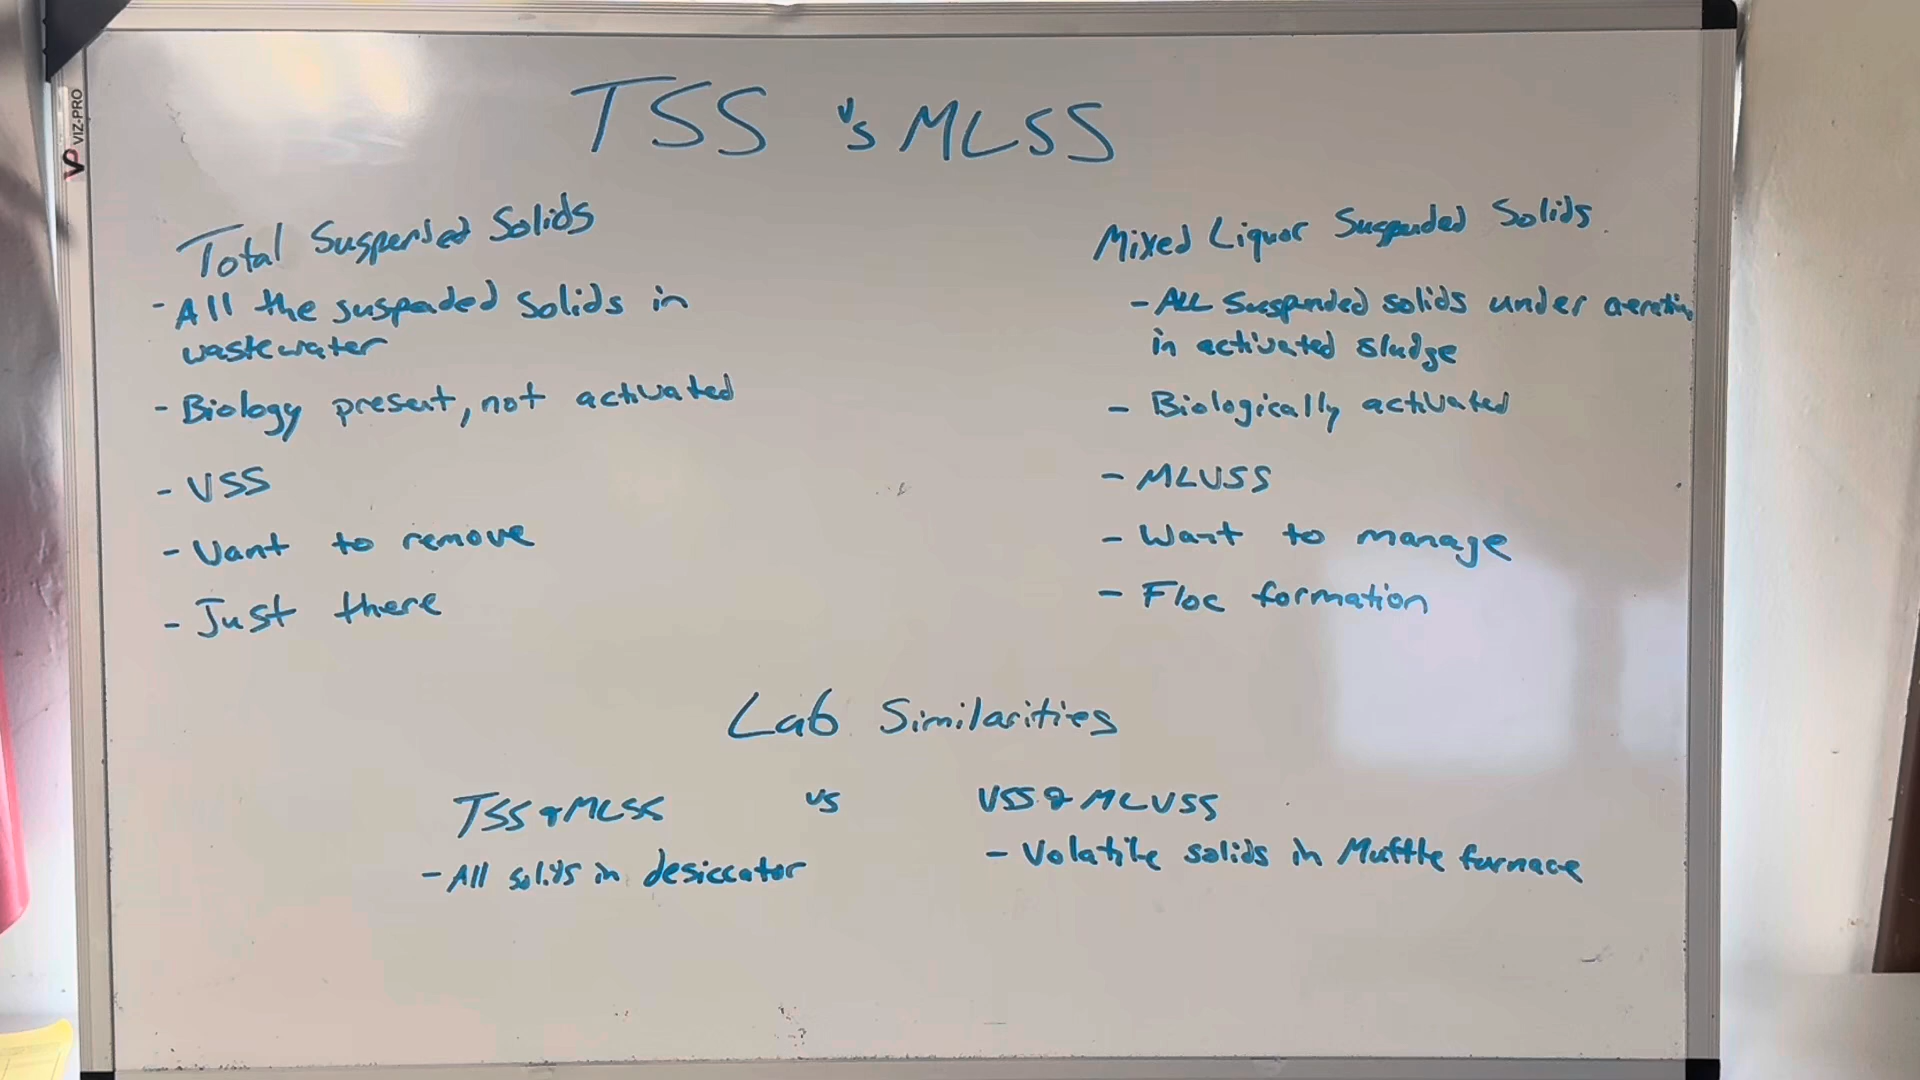 VIZ-PRO
TSS vs MLSS
Total Suspended Solids
- All the suspended solids in
wastewater
- Biology present, not activated
- VSS
- Want to remove
- Just there
Mixed Liquor Suspended Solids
- ALL Suspended solids under aeration
in activated sludge
- Biologically activated
- MLVSS
- Want to manage
- Floc formation
Lab Similarities
TSS & MLSS vs VSS & MLVSS
- All solids in desiccator
- Volatile solids in Muffle furnace